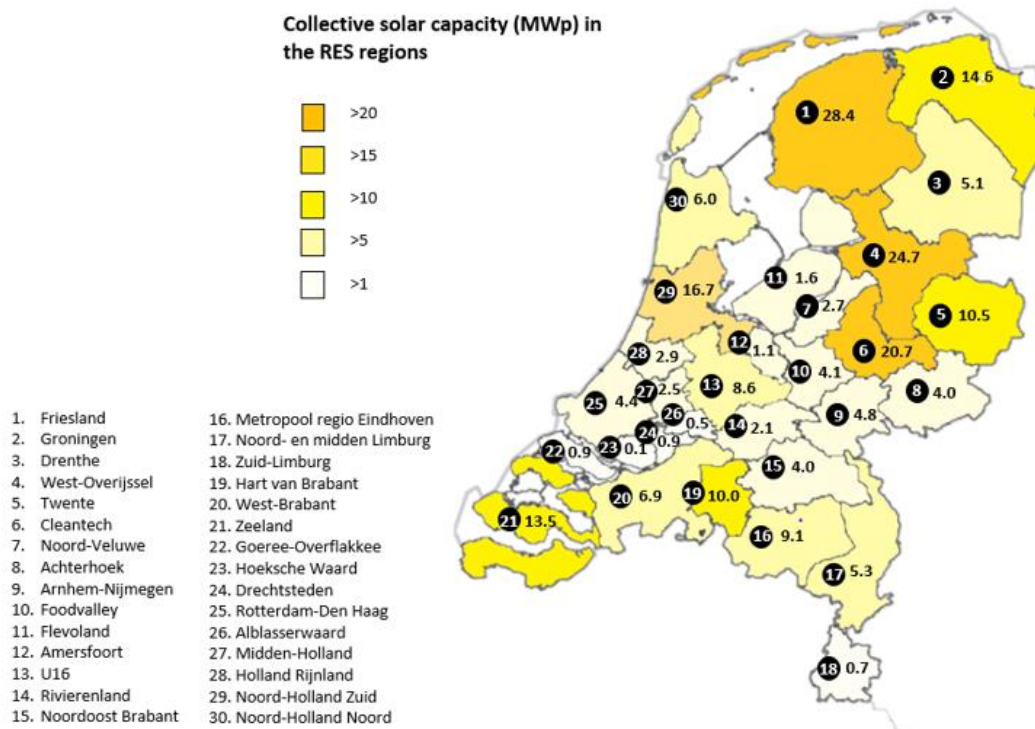 Collective solar capacity (MWp) in
the RES regions
>20
>15
>10
>5
>1
2 14.6
1 28.4
3 5.1
30 6.0
4 24.7
11 1.6
29 16.7
7 2.7
5 10.5
12 1.1
6 20.7
28 2.9
10 4.1
13 8.6
27 2.5
8 4.0
25 4.4
26 0.5
9 4.8
14 2.1
24 0.9
23 0.1
22 0.9
15 4.0
20 6.9
19 10.0
21 13.5
16 9.1
17 5.3
18 0.7
1. Friesland
2. Groningen
3. Drenthe
4. West-Overijssel
5. Twente
6. Cleantech
7. Noord-Veluwe
8. Achterhoek
9. Arnhem-Nijmegen
10. Foodvalley
11. Flevoland
12. Amersfoort
13. U16
14. Rivierenland
15. Noordoost Brabant
16. Metropool regio Eindhoven
17. Noord- en midden Limburg
18. Zuid-Limburg
19. Hart van Brabant
20. West-Brabant
21. Zeeland
22. Goeree-Overflakkee
23. Hoeksche Waard
24. Drechtsteden
25. Rotterdam-Den Haag
26. Alblasserwaard
27. Midden-Holland
28. Holland Rijnland
29. Noord-Holland Zuid
30. Noord-Holland Noord